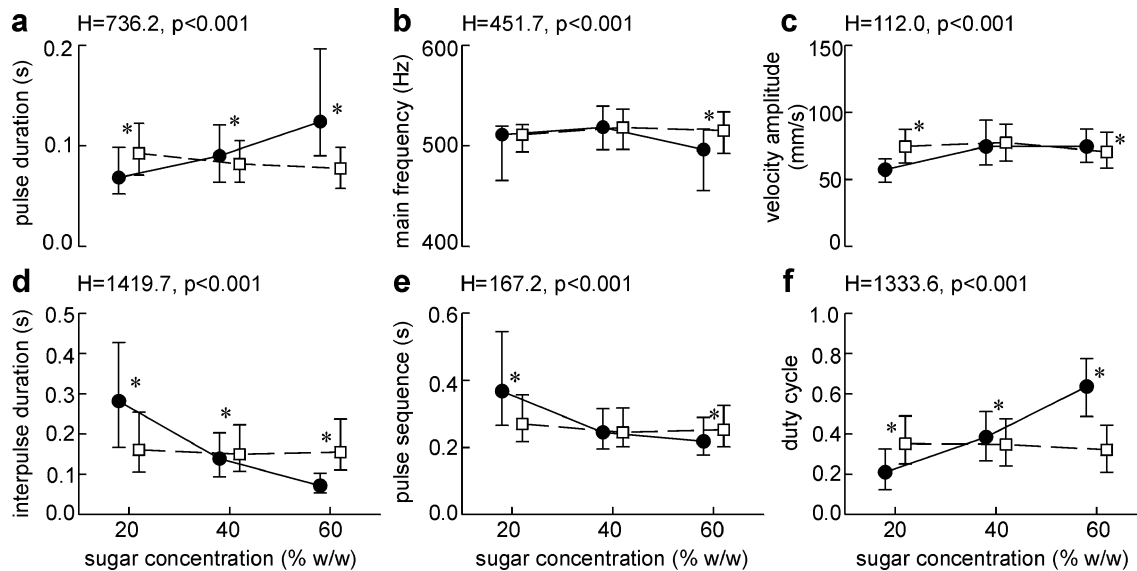 a H=736.2, p<0.001
pulse duration (s)
0.2
0.1
0.0
*
*
*
b H=451.7, p<0.001
main frequency (Hz)
600
500
400
*
c H=112.0, p<0.001
velocity amplitude
(mm/s)
150
100
50
0
*
*
d H=1419.7, p<0.001
interpulse duration (s)
0.5
0.4
0.3
0.2
0.1
0.0
*
*
*
20 40 60
sugar concentration (% w/w)
e H=167.2, p<0.001
pulse sequence (s)
0.6
0.4
0.2
0.0
*
*
20 40 60
sugar concentration (% w/w)
f H=1333.6, p<0.001
duty cycle
1.0
0.8
0.6
0.4
0.2
0.0
*
*
*
20 40 60
sugar concentration (% w/w)